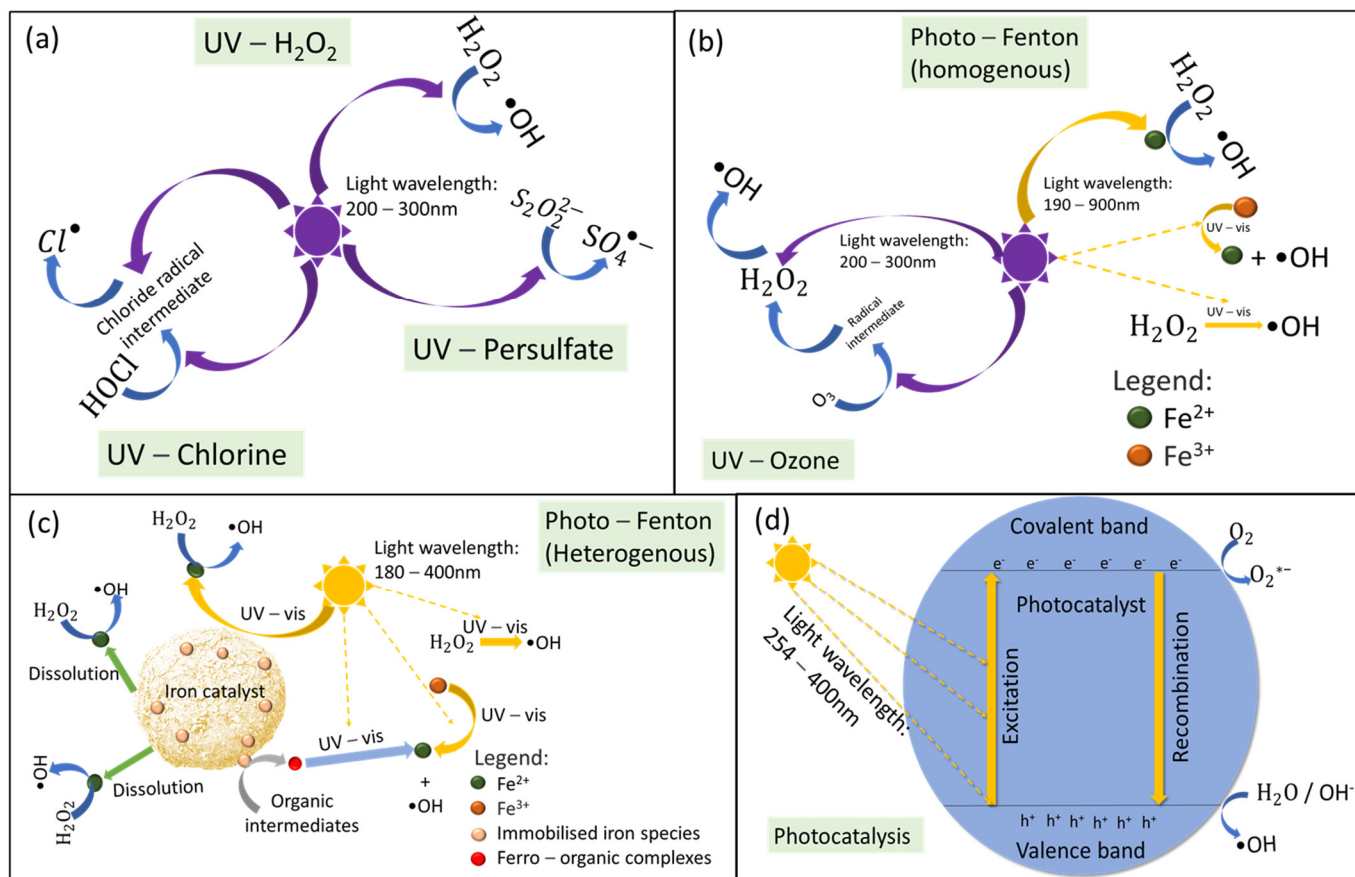 (a)
UV – H₂O₂
H₂O₂
•OH
Light wavelength:
200 – 300nm
S₂O₂²⁻
SO₄•⁻
Cl•
Chloride radical
intermediate
HOCl
UV – Persulfate
UV – Chlorine
(b)
Photo – Fenton
(homogenous)
H₂O₂
•OH
Light wavelength:
190 – 900nm
•OH
Light wavelength:
200 – 300nm
H₂O₂
Radical
intermediate
O₃
UV – vis
+ •OH
UV – vis
H₂O₂ •OH
Legend:
Fe²⁺
Fe³⁺
UV – Ozone
(c)
Photo – Fenton
(Heterogenous)
H₂O₂
•OH
Light wavelength:
180 – 400nm
•OH
H₂O₂
UV – vis
UV – vis
H₂O₂ •OH
Dissolution
Iron catalyst
UV – vis
UV – vis
+
•OH
•OH
H₂O₂
Dissolution
Organic
intermediates
Legend:
Fe²⁺
Fe³⁺
Immobilised iron species
Ferro – organic complexes
(d)
Covalent band
e⁻ e⁻ e⁻ e⁻ e⁻ e⁻
O₂
O₂*⁻
Photocatalyst
Light wavelength:
254 – 400nm
Excitation
Recombination
H₂O / OH⁻
•OH
h⁺ h⁺ h⁺ h⁺ h⁺ h⁺
Valence band
Photocatalysis